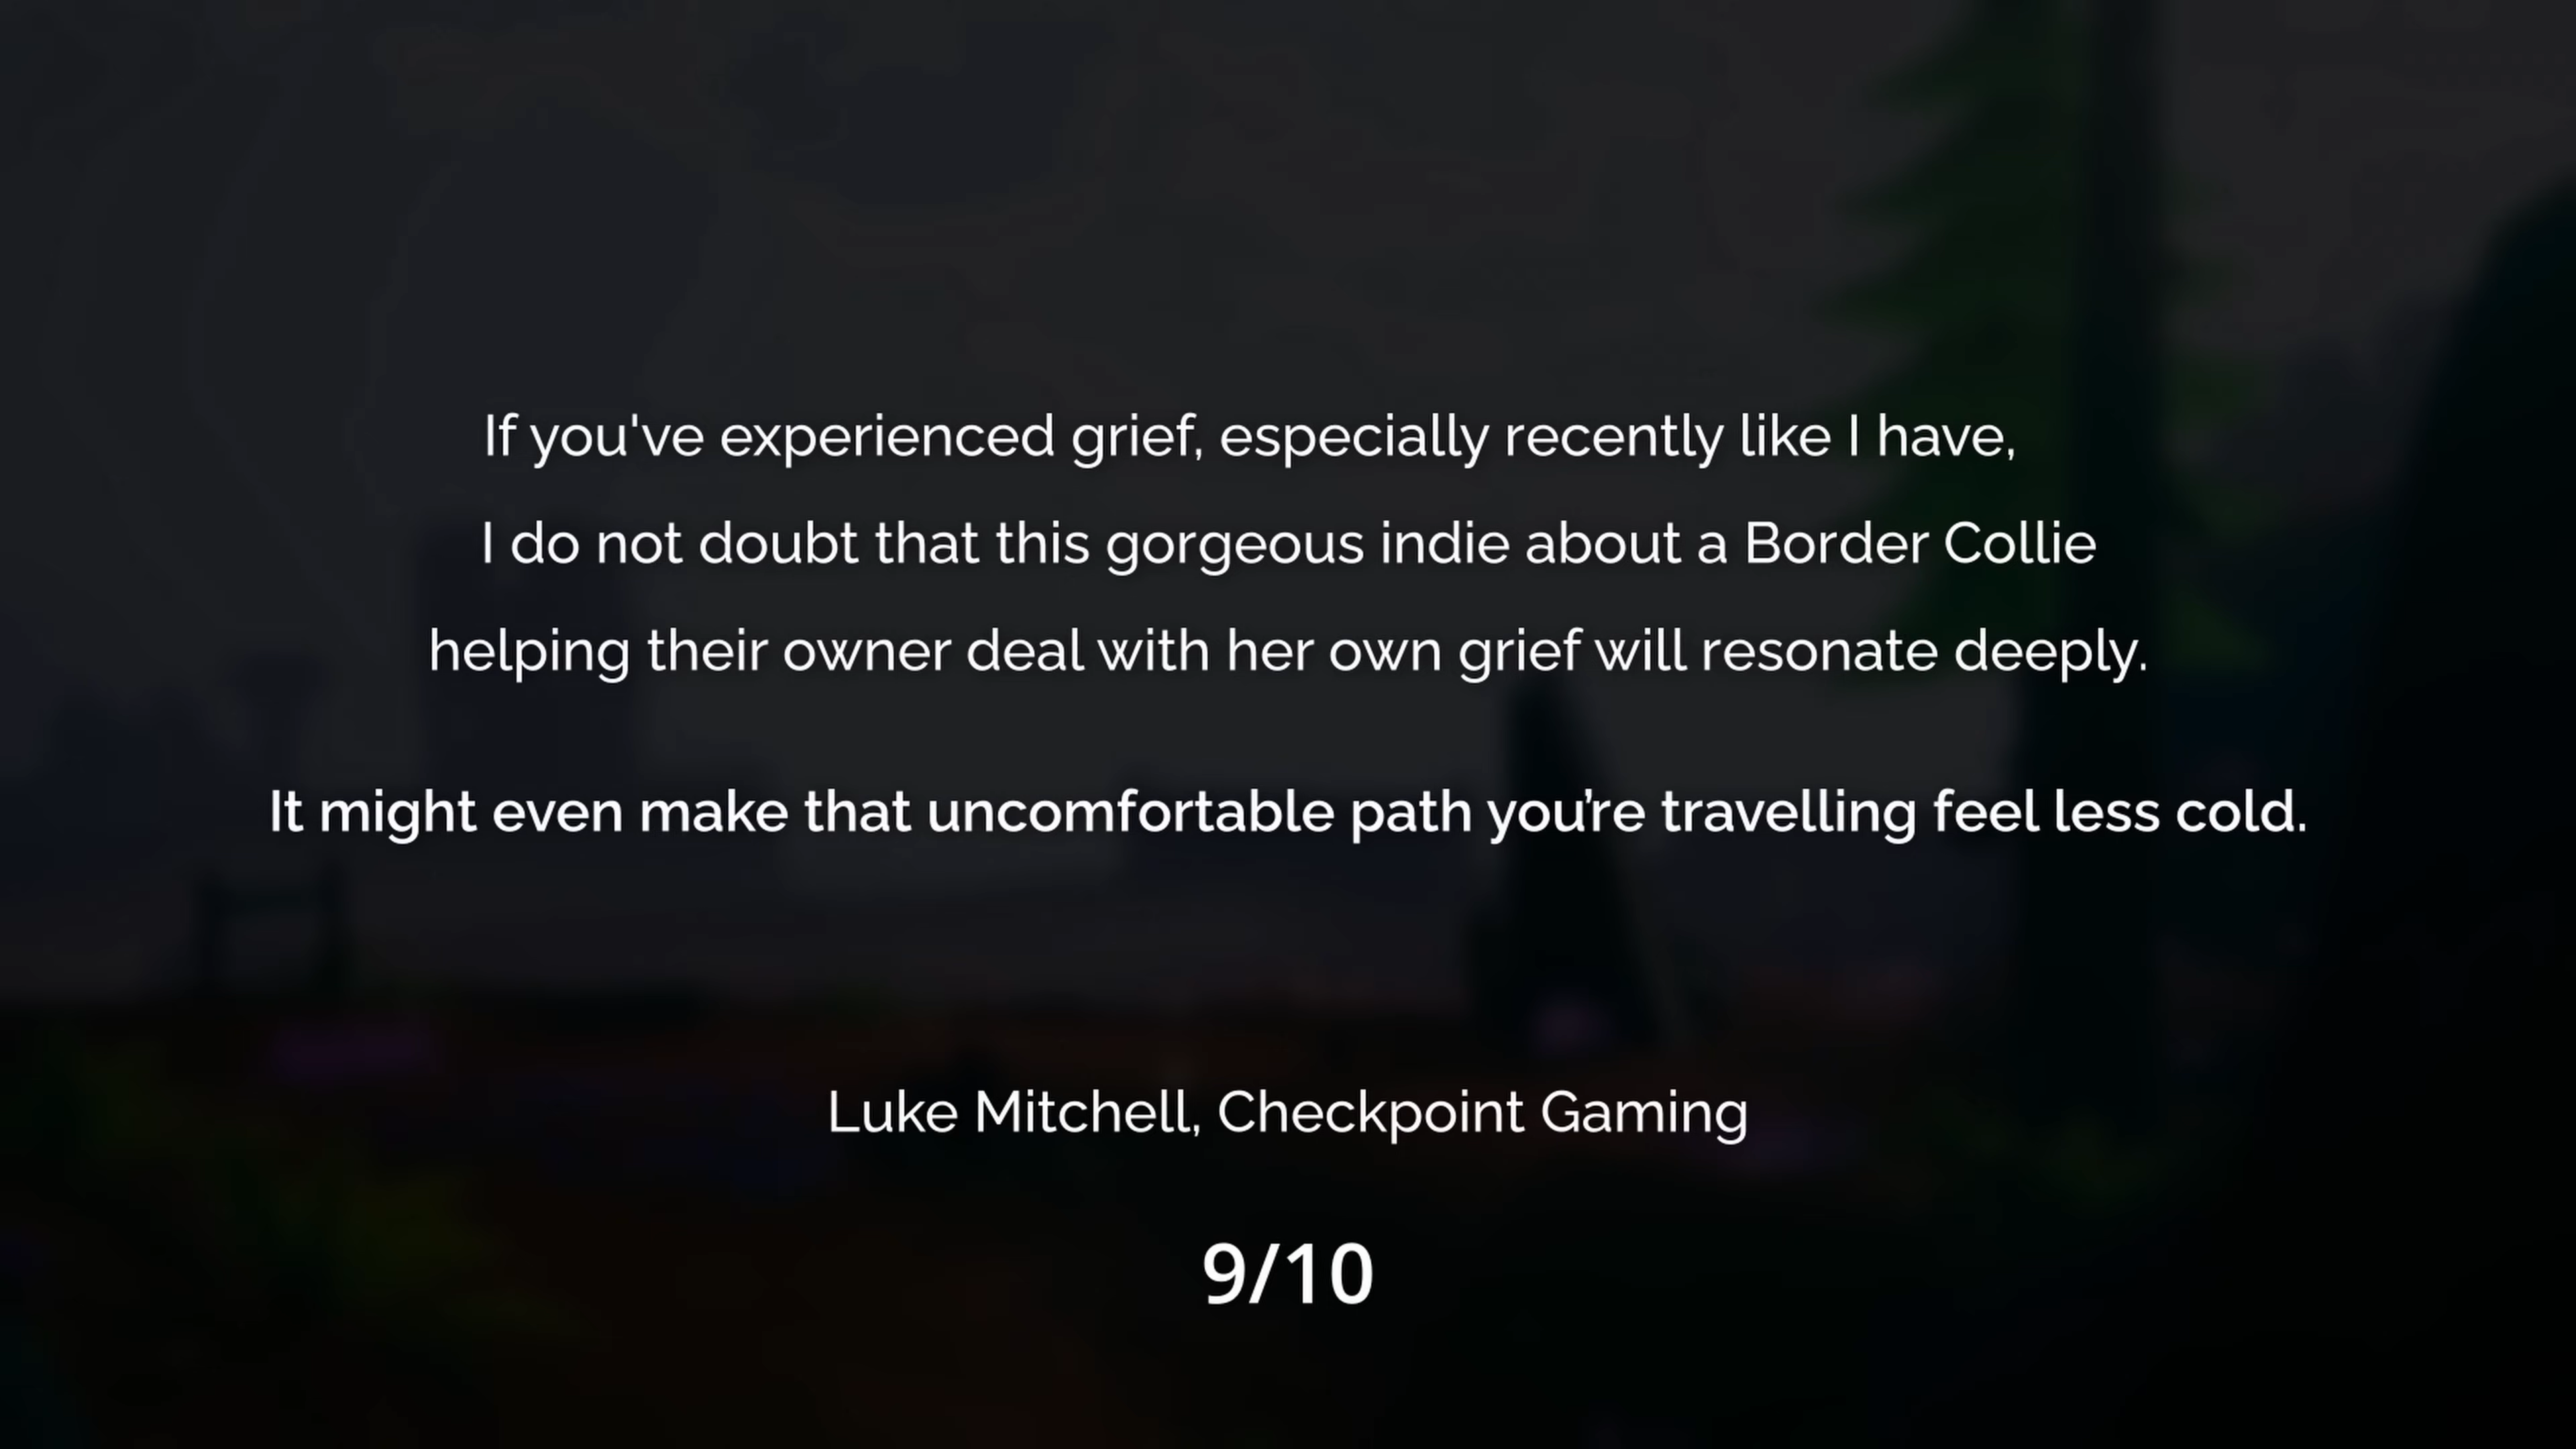 If you've experienced grief, especially recently like I have,
I do not doubt that this gorgeous indie about a Border Collie
helping their owner deal with her own grief will resonate deeply.
It might even make that uncomfortable path you’re travelling feel less cold.
Luke Mitchell, Checkpoint Gaming
9/10